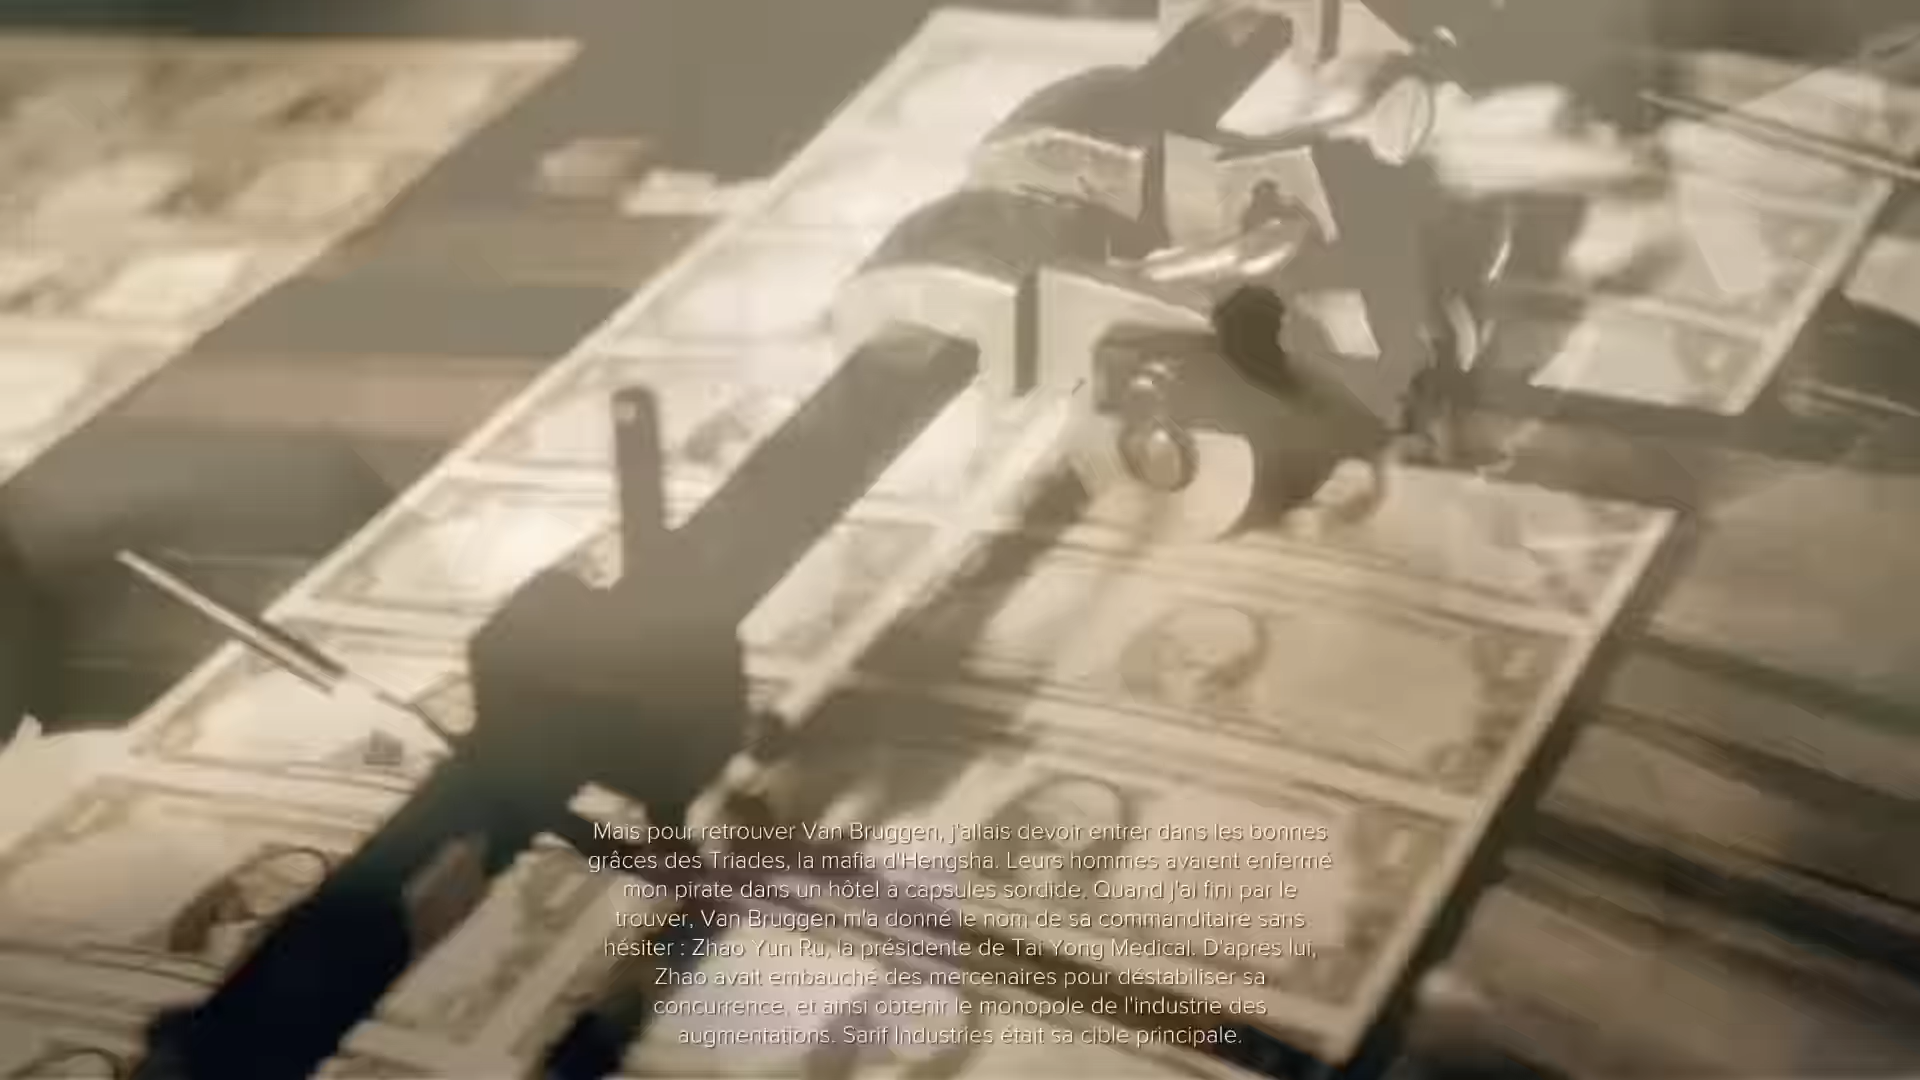 Mais pour retrouver Van Bruggen, j'allais devoir entrer dans les bonnes
grâces des Triades, la mafia d'Hengsha. Leurs hommes avaient enfermé
mon pirate dans un hôtel à capsules sordide. Quand j'ai fini par le
trouver, Van Bruggen m'a donné le nom de sa commanditaire sans
hésiter : Zhao Yun Ru, la présidente de Tai Yong Medical. D'après lui,
Zhao avait embauché des mercenaires pour déstabiliser sa
concurrence, et ainsi obtenir le monopole de l'industrie des
augmentations. Sarif Industries était sa cible principale.